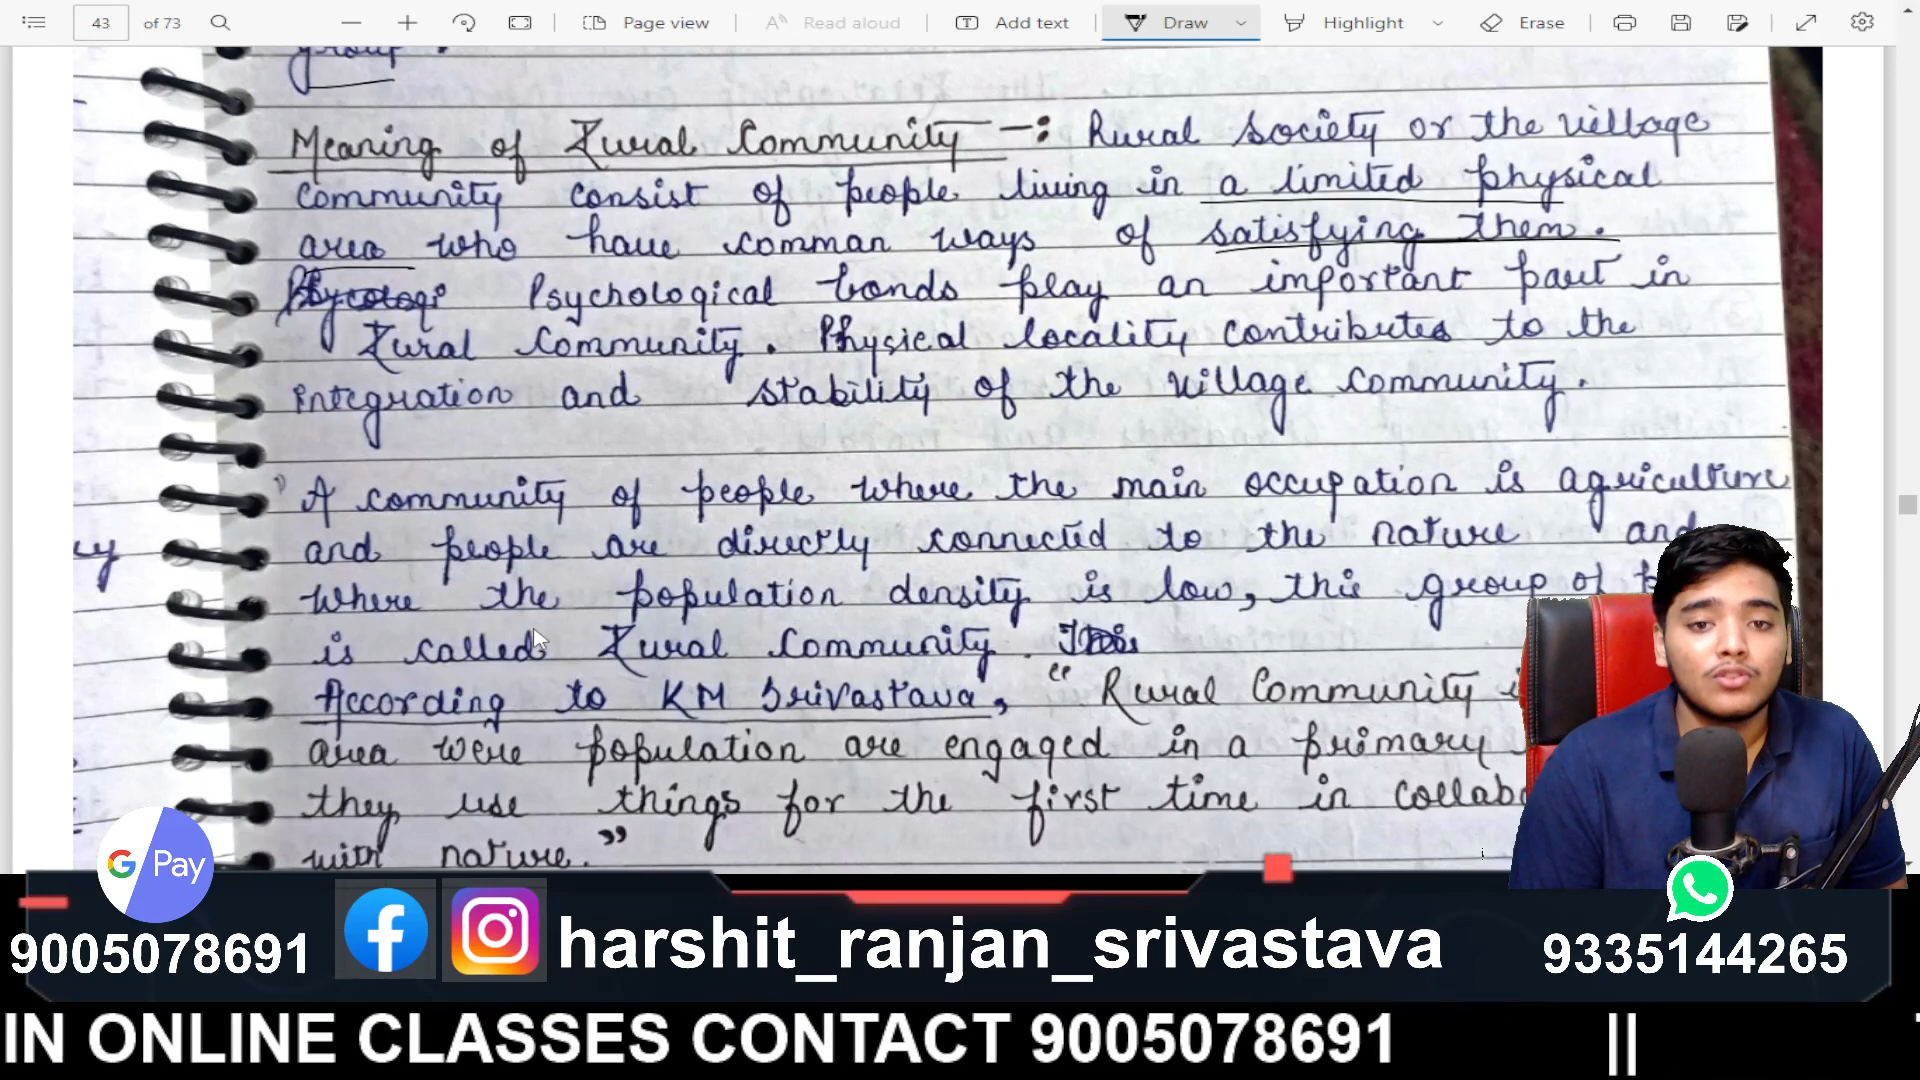 43 of 73 Page view Read aloud Add text Draw Highlight Erase
group.
Meaning of Rural Community -: Rural Society or the village
community consist of people living in a limited physical
area who have comman ways of satisfying them.
Psychological bonds play an important part in
Rural Community. Physical locality contributes to the
integration and stability of the village community.
A community of people where the main occupation is agriculture
and people are directly connected to the nature and
cy
where the population density is low, this group of
is called Rural Community.
According to KM Srivastava, " Rural Community
area were population are engaged in a primary
they use things for the first time in
with nature."
G Pay
9005078691 harshit_ranjan_srivastava 9335144265
IN ONLINE CLASSES CONTACT 9005078691 ||